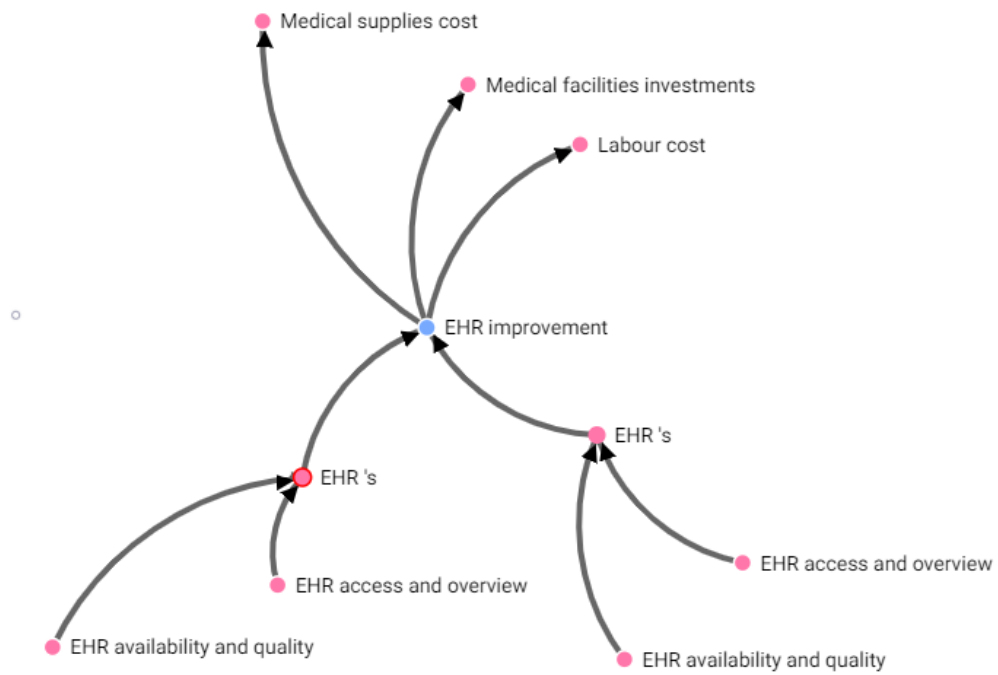 Medical supplies cost
Medical facilities investments
Labour cost
EHR improvement
EHR 's
EHR 's
EHR access and overview
EHR access and overview
EHR availability and quality
EHR availability and quality